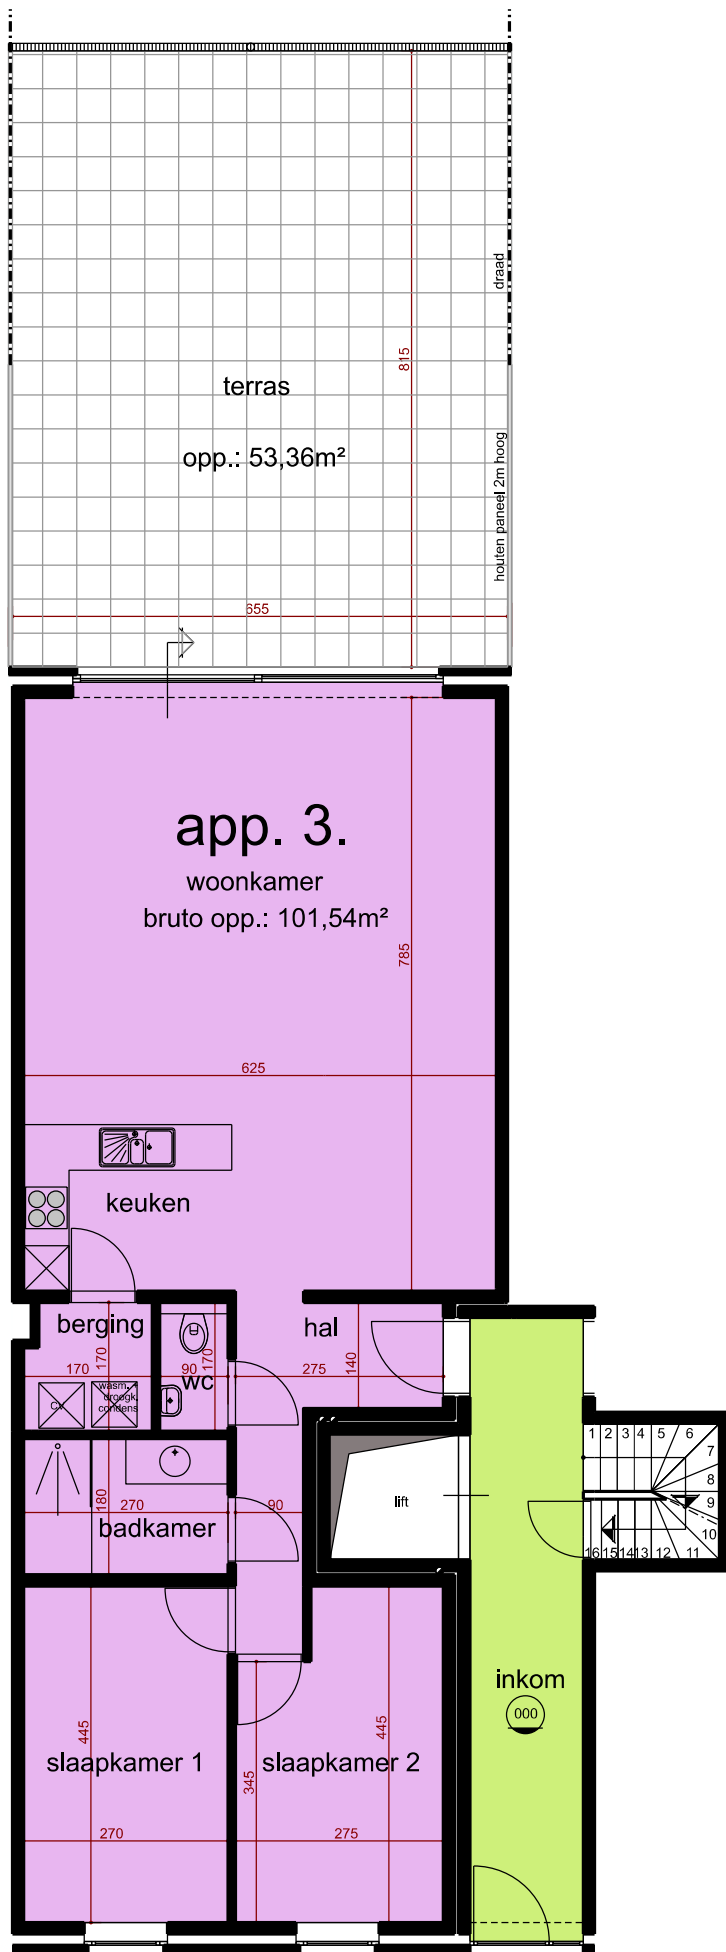 draad
815
terras
opp.: 53,36m²
houten paneel 2m hoog
655
app. 3.
woonkamer
bruto opp.: 101,54m²
785
625
keuken
berging
hal
170
170
90
170
wc
275
140
CV
wasm. +
droogk.
condens
1 2 3 4 5 6
7
8
9
10
16 15 14 13 12 11
lift
180
270
90
badkamer
inkom
000
445
445
slaapkamer 1
slaapkamer 2
345
270
275